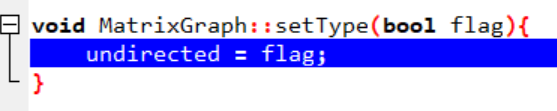 void MatrixGraph::setType(bool flag){
    undirected = flag;
}